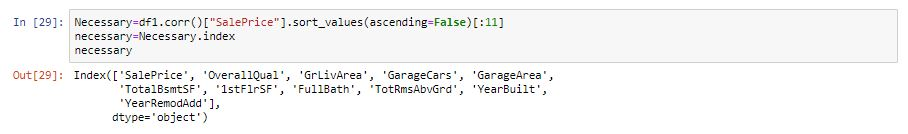 In [29]: Necessary=df1.corr()["SalePrice"].sort_values(ascending=False)[:11]
necessary=Necessary.index
necessary
Out[29]: Index(['SalePrice', 'OverallQual', 'GrLivArea', 'GarageCars', 'GarageArea',
'TotalBsmtSF', '1stFlrSF', 'FullBath', 'TotRmsAbvGrd', 'YearBuilt',
'YearRemodAdd'],
dtype='object')